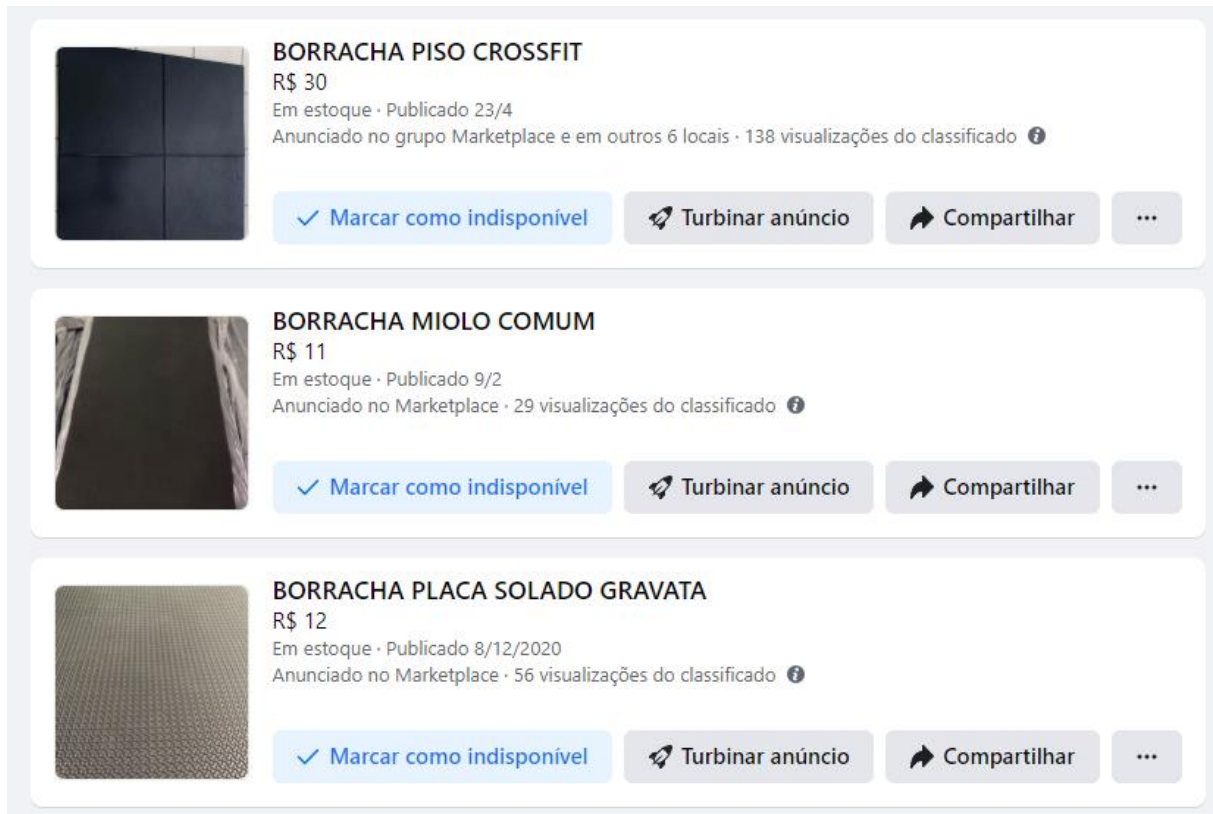 BORRACHA PISO CROSSFIT
R$ 30
Em estoque · Publicado 23/4
Anunciado no grupo Marketplace e em outros 6 locais · 138 visualizações do classificado
Marcar como indisponível Turbinar anúncio Compartilhar ...
BORRACHA MIOLO COMUM
R$ 11
Em estoque · Publicado 9/2
Anunciado no Marketplace · 29 visualizações do classificado
Marcar como indisponível Turbinar anúncio Compartilhar ...
BORRACHA PLACA SOLADO GRAVATA
R$ 12
Em estoque · Publicado 8/12/2020
Anunciado no Marketplace · 56 visualizações do classificado
Marcar como indisponível Turbinar anúncio Compartilhar ...